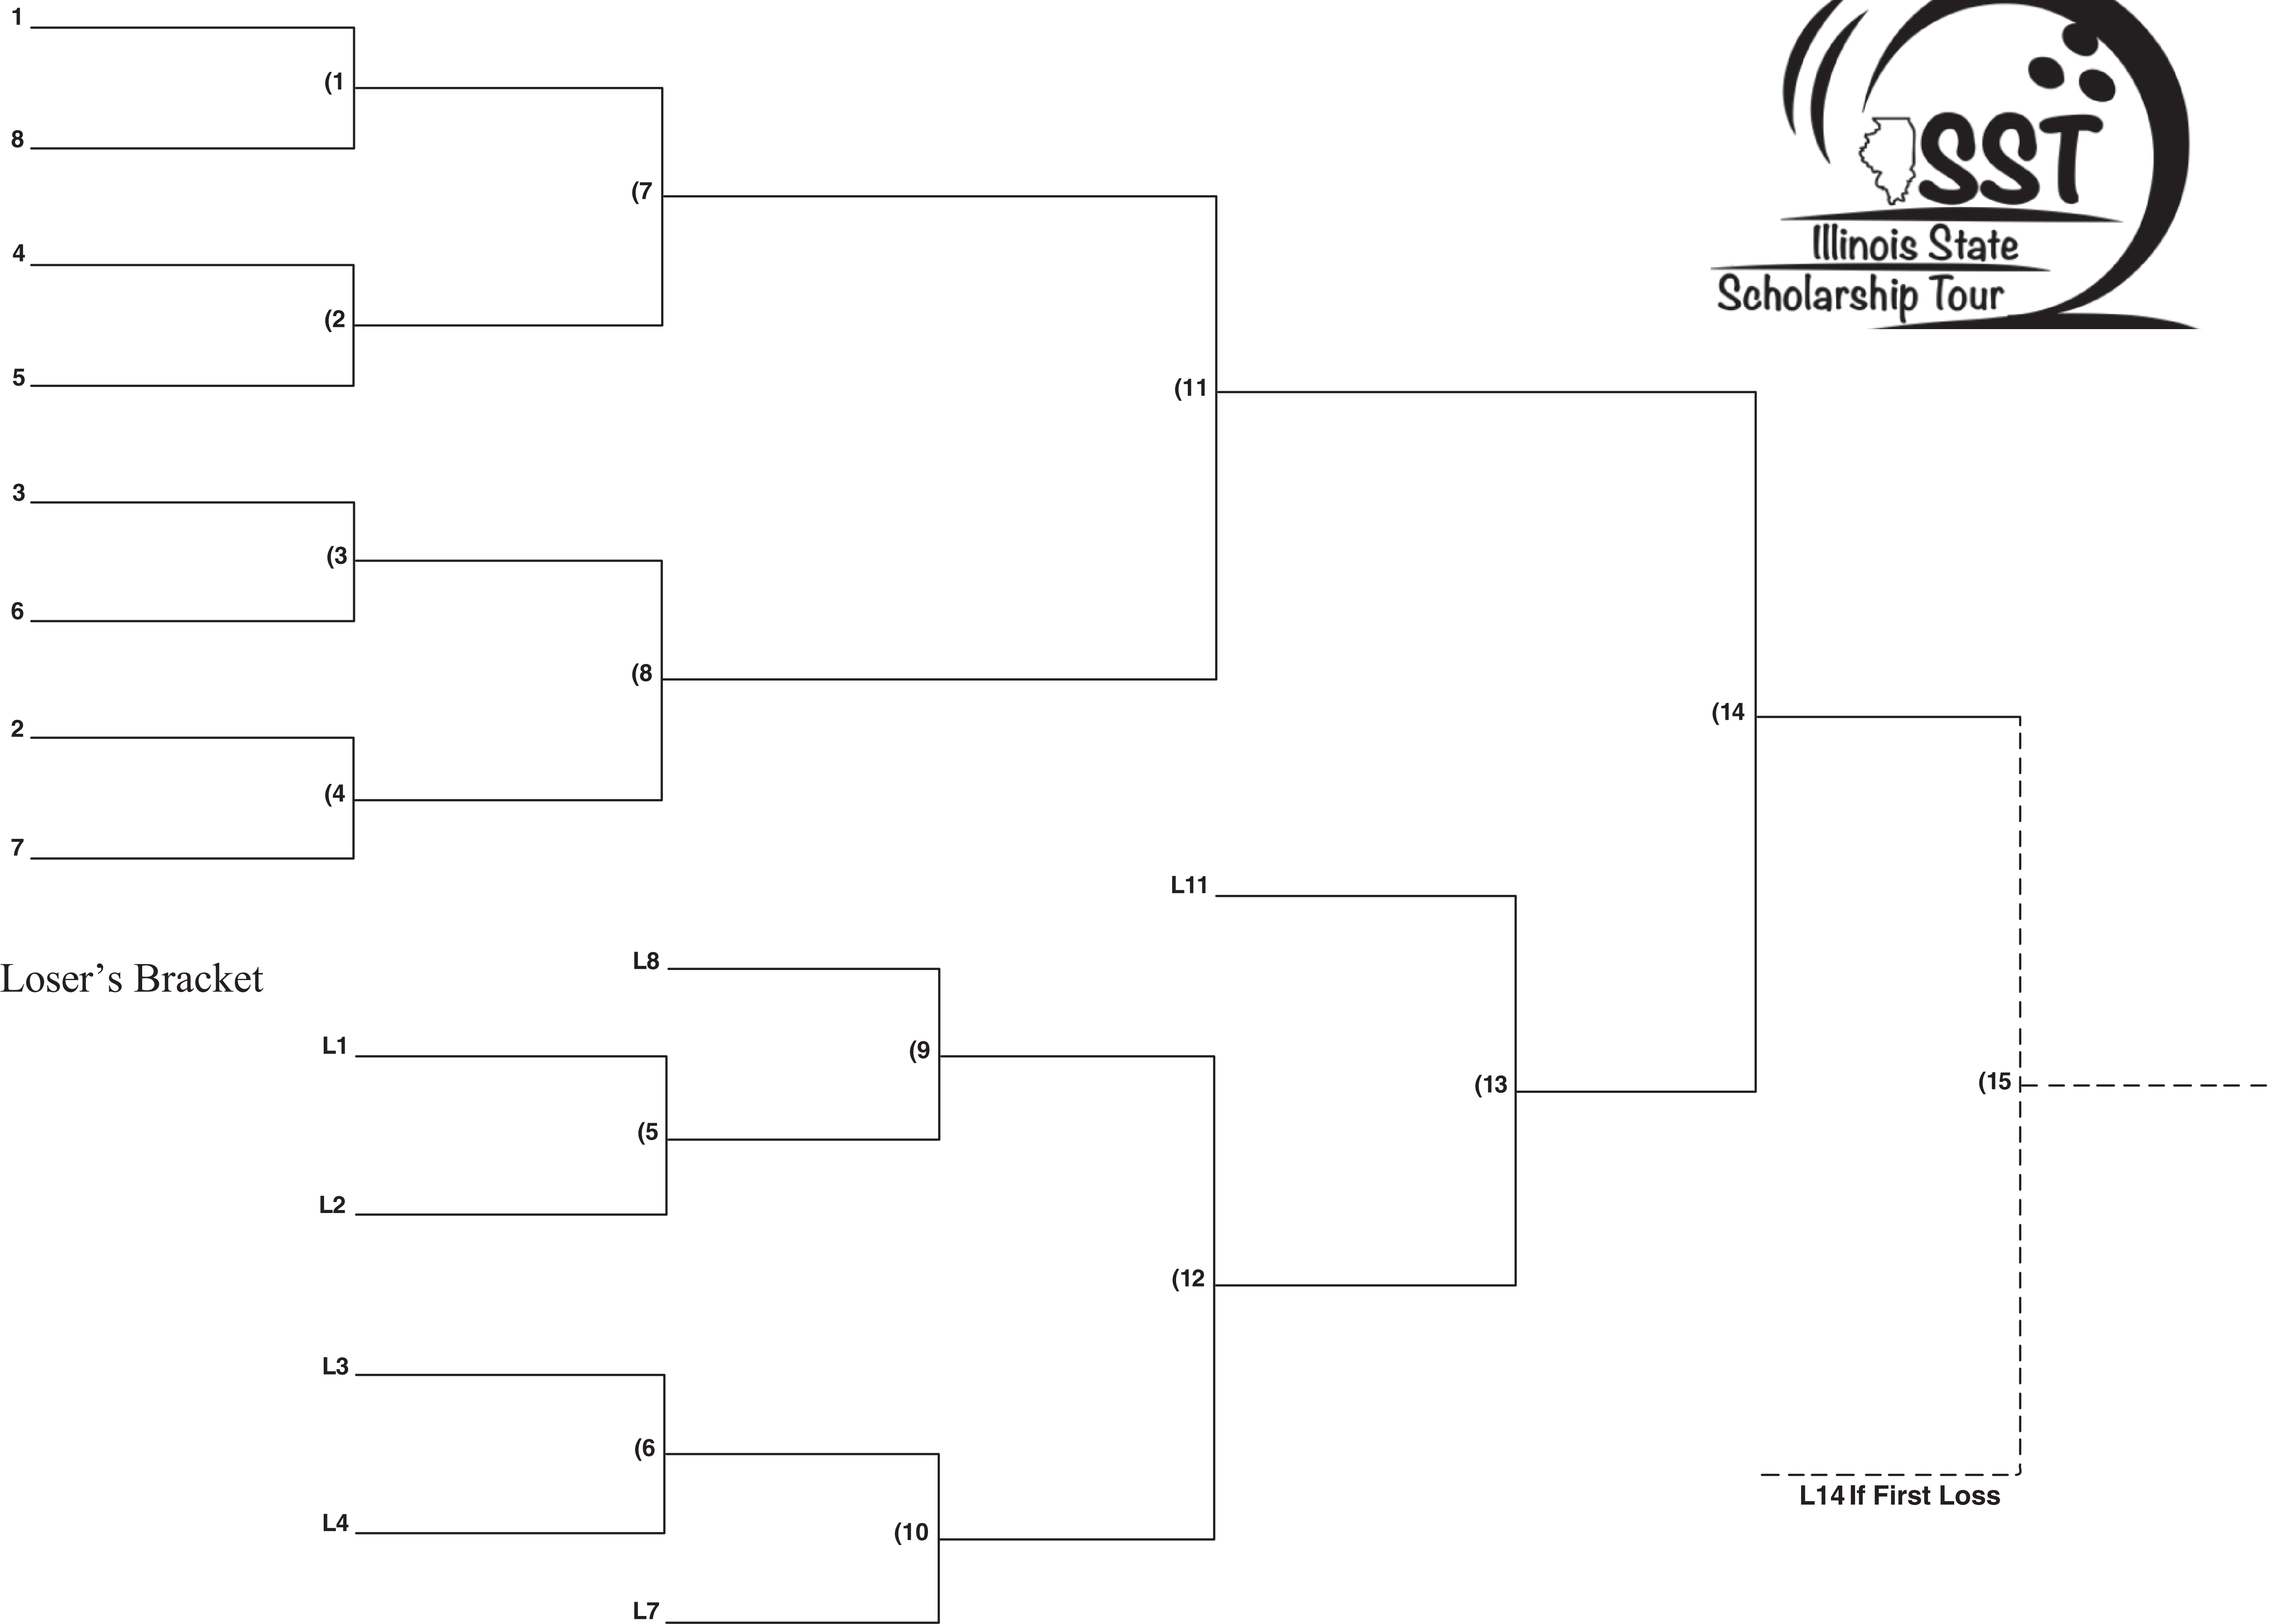 1
(1
8
(7
4
(2
5
SST
Illinois State
Scholarship Tour
(11
3
(3
6
(8
2
(4
7
(14
L11
Loser’s Bracket
L8
L1
(9
(5
L2
(13
(15
(12
L3
(6
L4
(10
L7
L14 If First Loss